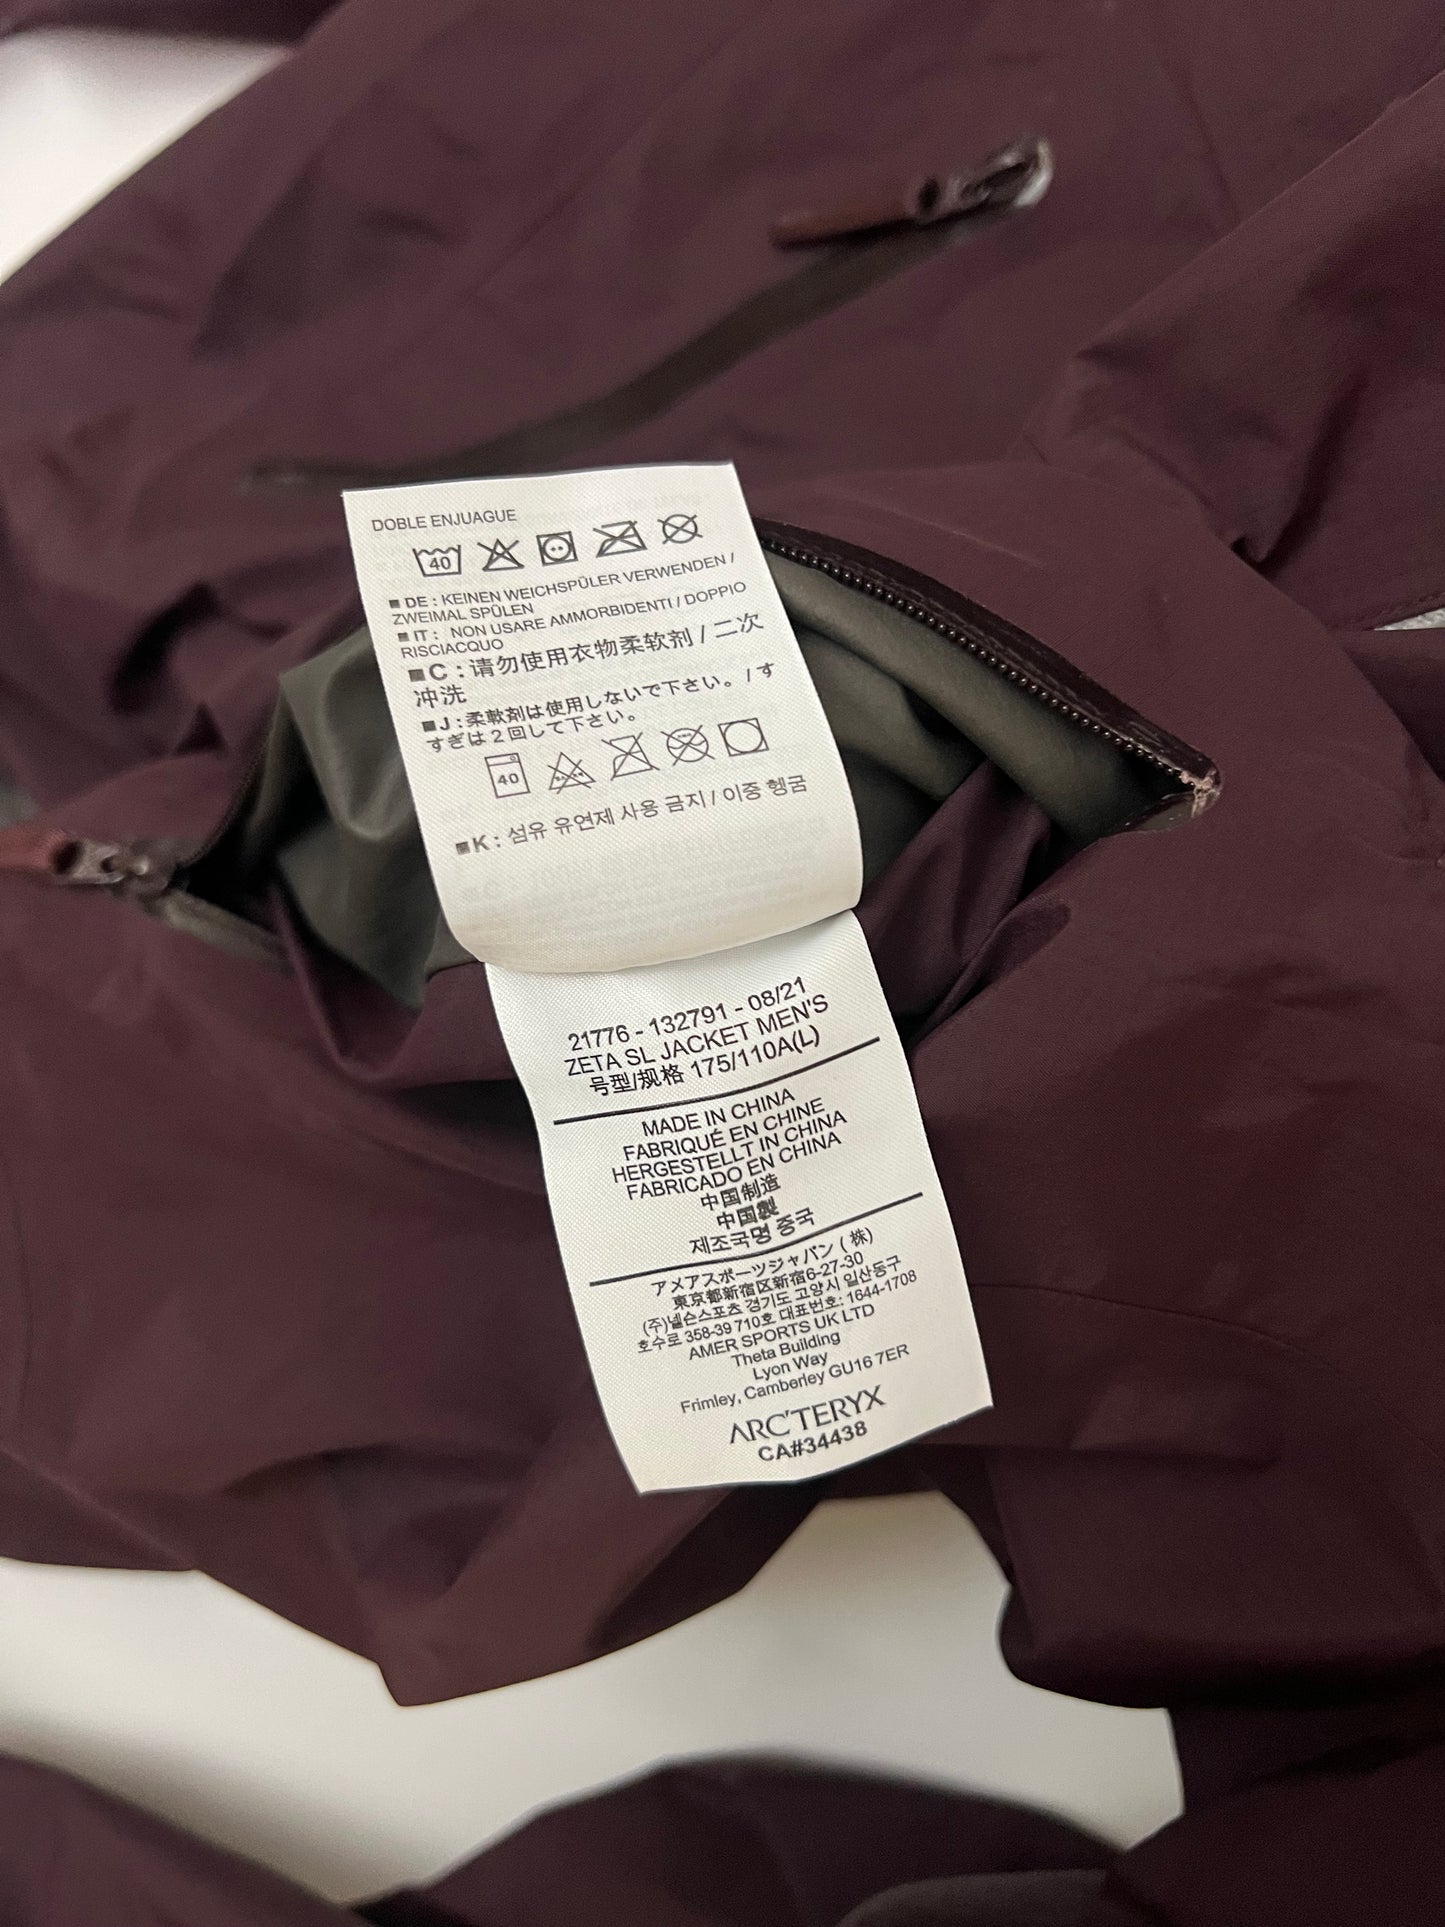 DOBLE ENJUAGUE
40
■ DE : KEINEN WEICHSPÜLER VERWENDEN /
ZWEIMAL SPÜLEN
■ IT : NON USARE AMMORBIDENTI / DOPPIO
RISCIACQUO
■ C : 请勿使用衣物柔软剂 / 二次
冲洗
■ J : 柔軟剤は使用しないで下さい。/ す
すぎは２回して下さい。
40
■ K : 섬유 유연제 사용 금지 / 이중 헹굼
21776 - 132791 - 08/21
ZETA SL JACKET MEN'S
号型/规格 175/110A(L)
MADE IN CHINA
FABRIQUÉ EN CHINE
HERGESTELLT IN CHINA
FABRICADO EN CHINA
中国制造
中国製
제조국명 중국
アメアスポーツジャパン ( 株)
東京都新宿区新宿6-27-30
(주)넬슨스포츠 경기도 고양시 일산동구
호수로 358-39 710호 대표번호: 1644-1708
AMER SPORTS UK LTD
Theta Building
Lyon Way
Frimley, Camberley GU16 7ER
ARC'TERYX
CA#34438